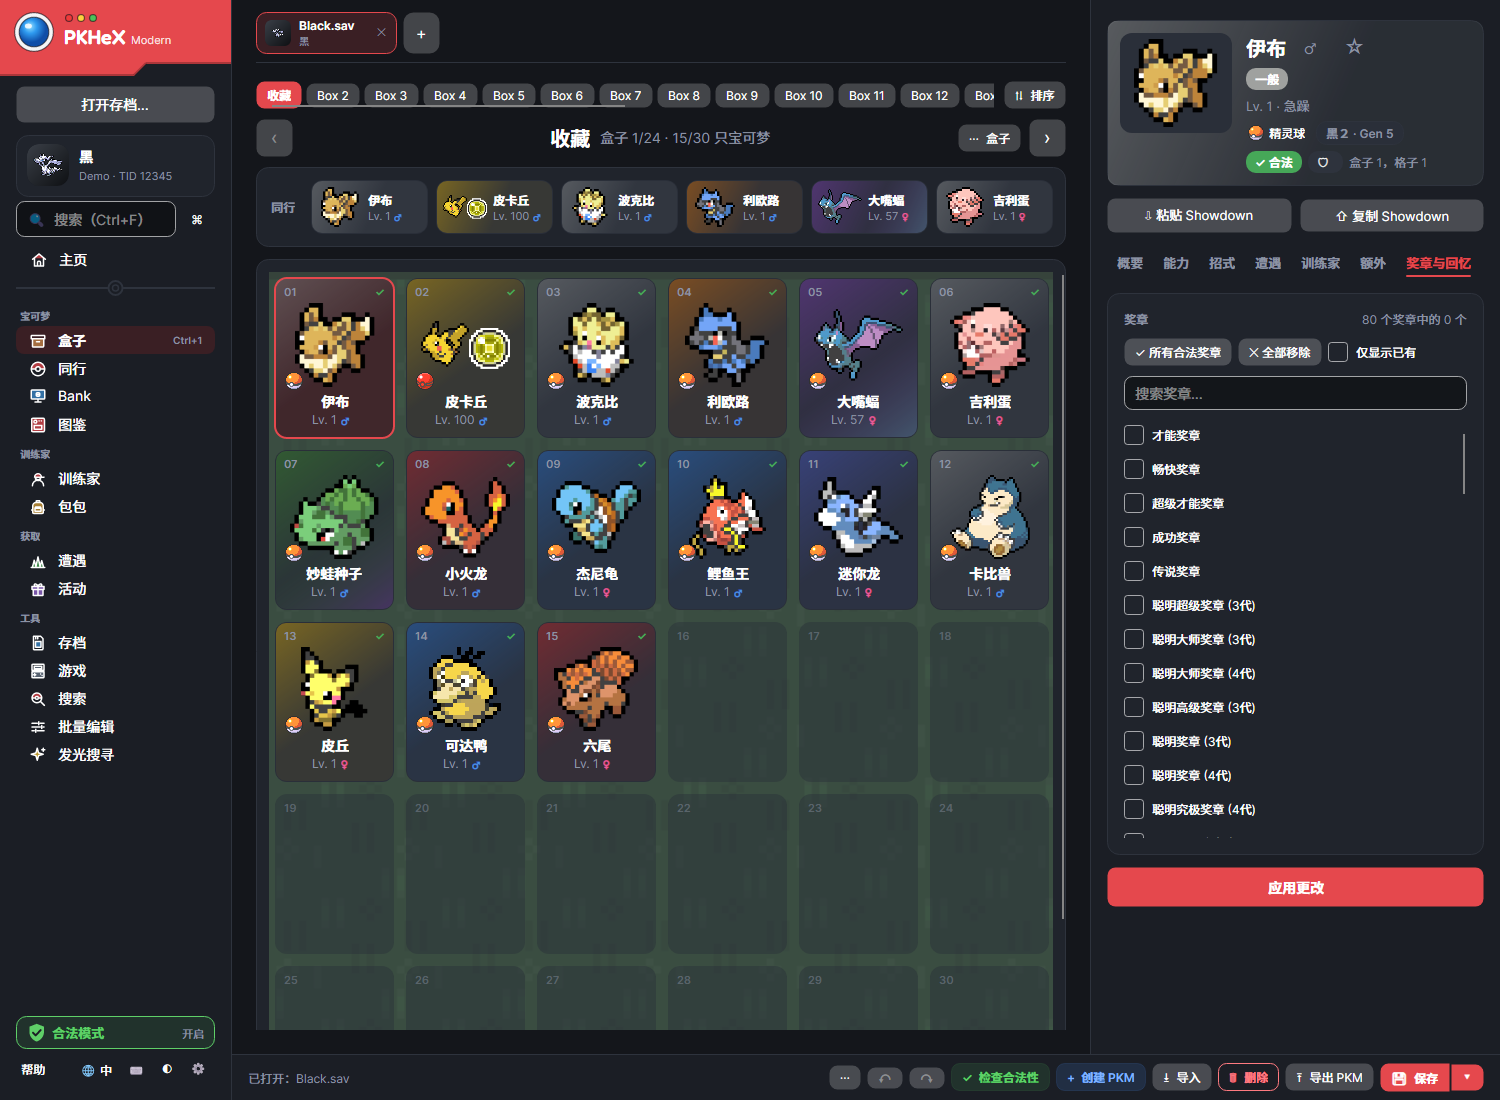 PKHeX Modern
打开存档...
黑
Demo · TID 12345
搜索（Ctrl+F）
⌘
主页
宝可梦
盒子 Ctrl+1
同行
Bank
图鉴
训练家
训练家
包包
获取
遭遇
活动
工具
存档
游戏
搜索
批量编辑
发光搜寻
合法模式 开启
帮助 中
Black.sav
黑
+
收藏 Box 2 Box 3 Box 4 Box 5 Box 6 Box 7 Box 8 Box 9 Box 10 Box 11 Box 12 Box 排序
‹ 收藏 盒子 1/24 · 15/30 只宝可梦 ··· 盒子 ›
同行
伊布
Lv. 1 ♂
皮卡丘
Lv. 100 ♂
波克比
Lv. 1 ♂
利欧路
Lv. 1 ♂
大嘴蝠
Lv. 57 ♀
吉利蛋
Lv. 1 ♀
01 ✓ 02 ✓ 03 ✓ 04 ✓ 05 ✓ 06 ✓
伊布 皮卡丘 波克比 利欧路 大嘴蝠 吉利蛋
Lv. 1 ♂ Lv. 100 ♂ Lv. 1 ♂ Lv. 1 ♂ Lv. 57 ♀ Lv. 1 ♀
07 ✓ 08 ✓ 09 ✓ 10 ✓ 11 ✓ 12 ✓
妙蛙种子 小火龙 杰尼龟 鲤鱼王 迷你龙 卡比兽
Lv. 1 ♂ Lv. 1 ♂ Lv. 1 ♀ Lv. 1 ♂ Lv. 1 ♀ Lv. 1 ♂
13 ✓ 14 ✓ 15 ✓ 16 17 18
皮丘 可达鸭 六尾
Lv. 1 ♀ Lv. 1 ♂ Lv. 1 ♀
19 20 21 22 23 24
25 26 27 28 29 30
已打开：Black.sav
··· ✓ 检查合法性 + 创建 PKM 导入 删除 导出 PKM 保存
伊布 ♂ ☆
一般
Lv. 1 · 急躁
精灵球 黑 2 · Gen 5
✓ 合法 盒子 1，格子 1
⇩ 粘贴 Showdown
⇧ 复制 Showdown
概要 能力 招式 遭遇 训练家 额外 奖章与回忆
奖章 80 个奖章中的 0 个
✓ 所有合法奖章 ✕ 全部移除 仅显示已有
搜索奖章...
才能奖章
畅快奖章
超级才能奖章
成功奖章
传说奖章
聪明超级奖章 (3代)
聪明大师奖章 (3代)
聪明大师奖章 (4代)
聪明高级奖章 (3代)
聪明奖章 (3代)
聪明奖章 (4代)
聪明究极奖章 (4代)
应用更改